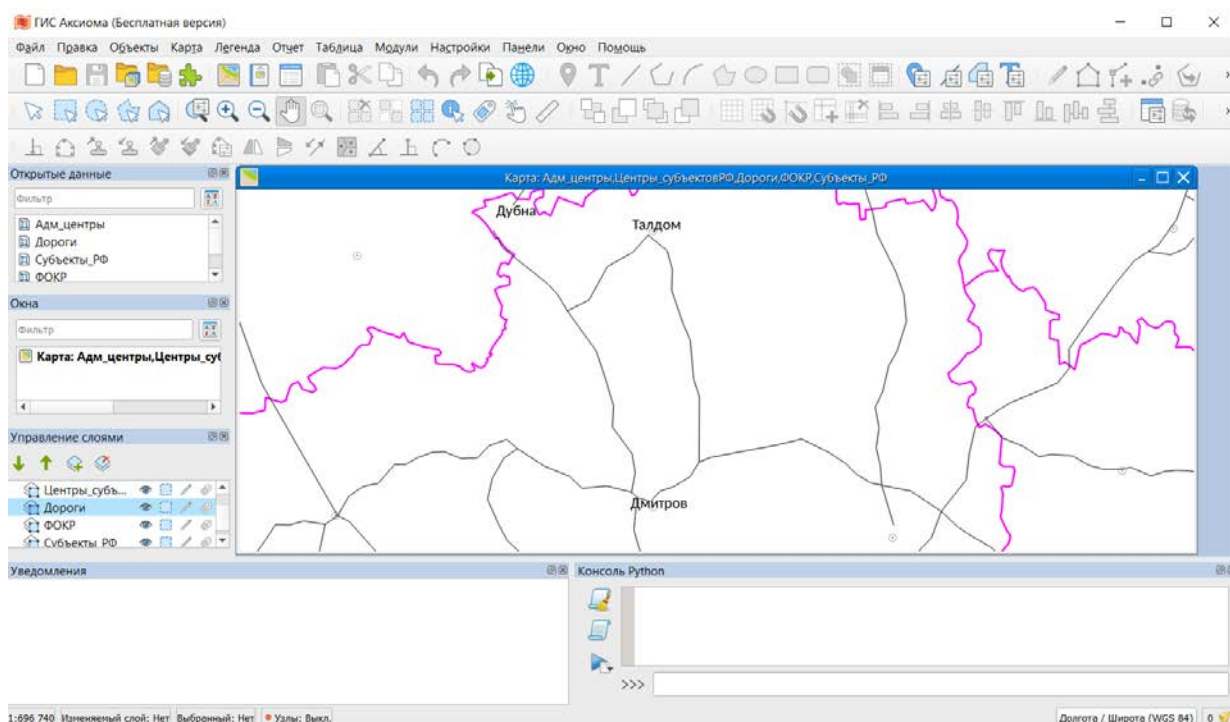 ГИС Аксиома (Бесплатная версия)
Файл Правка Объекты Карта Легенда Отчет Таблица Модули Настройки Панели Окно Помощь
Открытые данные
Фильтр
Адм_центры
Дороги
Субъекты_РФ
ФОКР
Окна
Фильтр
Карта: Адм_центры,Центры_суб
Управление слоями
Центры_субъ...
Дороги
ФОКР
Субъекты РФ
Карта: Адм_центры,Центры_субъектовРФ,Дороги,ФОКР,Субъекты_РФ
Дубна
Талдом
Дмитров
Уведомления
Консоль Python
>>>
1:696 740 Изменяемый слой: Нет Выбранный: Нет Узлы: Выкл. Долгота / Широта (WGS 84) 0